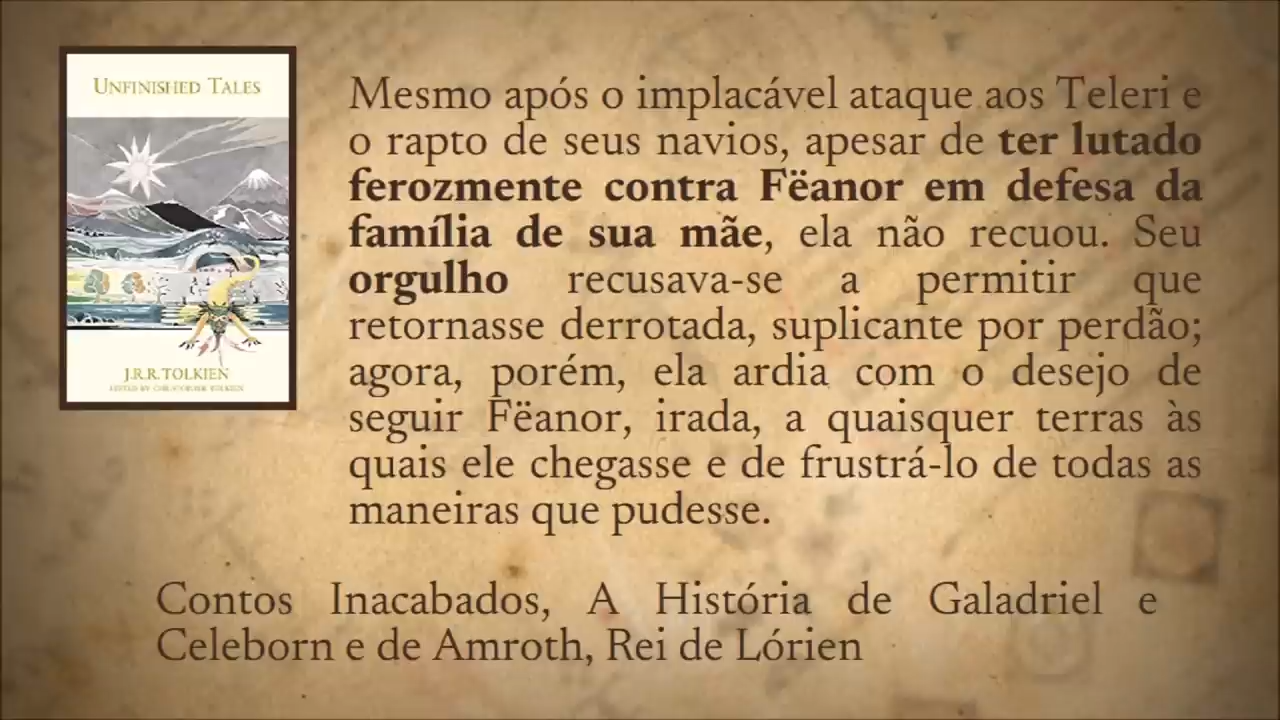 UNFINISHED TALES
J.R.R.TOLKIEN
EDITED BY CHRISTOPHER TOLKIEN
Mesmo após o implacável ataque aos Teleri e
o rapto de seus navios, apesar de ter lutado
ferozmente contra Fëanor em defesa da
família de sua mãe, ela não recuou. Seu
orgulho recusava-se a permitir que
retornasse derrotada, suplicante por perdão;
agora, porém, ela ardia com o desejo de
seguir Fëanor, irada, a quaisquer terras às
quais ele chegasse e de frustrá-lo de todas as
maneiras que pudesse.
Contos Inacabados, A História de Galadriel e
Celeborn e de Amroth, Rei de Lórien